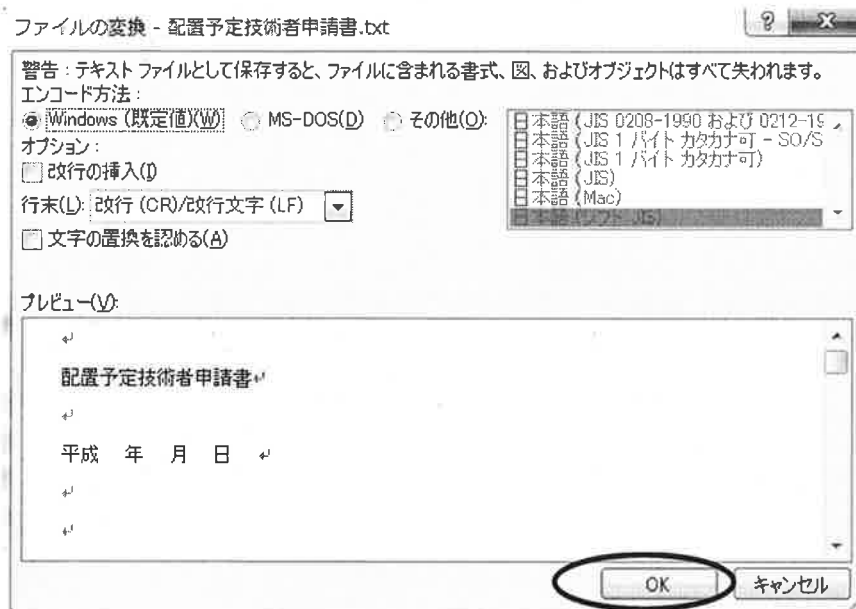 ファイルの変換 - 配置予定技術者申請書.txt
警告：テキスト ファイルとして保存すると、ファイルに含まれる書式、図、およびオブジェクトはすべて失われます。
エンコード方法：
Windows (既定値)(W) MS-DOS(D) その他(O):
日本語 (JIS 0208-1990 および 0212-19
日本語 (JIS 1 バイト カタカナ可 - SO/S
日本語 (JIS 1 バイト カタカナ可)
日本語 (JIS)
日本語 (Mac)
日本語 (シフト JIS)
オプション：
改行の挿入(I)
行末(L): 改行 (CR)/改行文字 (LF)
文字の置換を認める(A)
プレビュー(V):
配置予定技術者申請書
平成 年 月 日
OK キャンセル